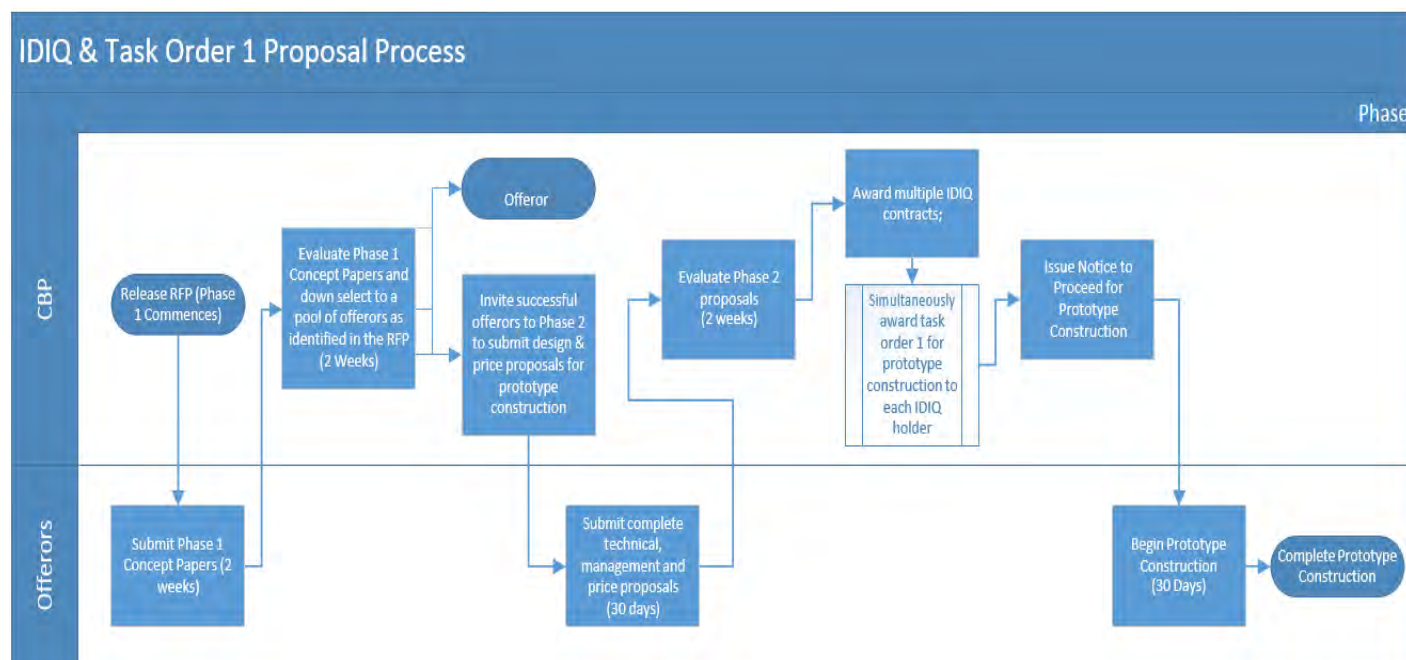 IDIQ & Task Order 1 Proposal Process
Phase
CBP
Release RFP (Phase
1 Commences)
Evaluate Phase 1
Concept Papers and
down select to a
pool of offerors as
identified in the RFP
(2 Weeks)
Offeror
Invite successful
offerors to Phase 2
to submit design &
price proposals for
prototype
construction
Evaluate Phase 2
proposals
(2 weeks)
Award multiple IDIQ
contracts;
Simultaneously
award task
order 1 for
prototype
construction to
each IDIQ
holder
Issue Notice to
Proceed for
Prototype
Construction
Offerors
Submit Phase 1
Concept Papers (2
weeks)
Submit complete
technical,
management and
price proposals
(30 days)
Begin Prototype
Construction
(30 Days)
Complete Prototype
Construction